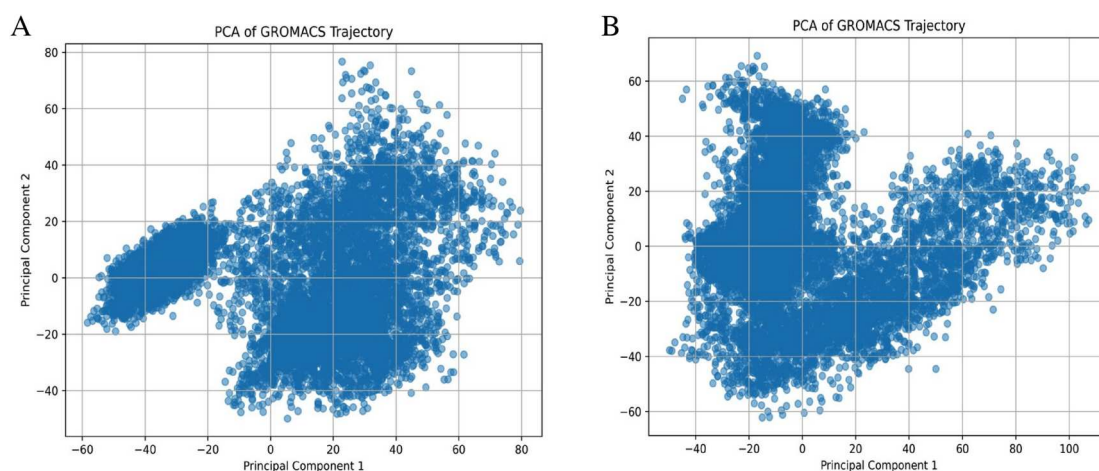 A
PCA of GROMACS Trajectory
80
60
40
20
0
−20
−40
Principal Component 2
−60 −40 −20 0 20 40 60 80
Principal Component 1
B
PCA of GROMACS Trajectory
60
40
20
0
−20
−40
−60
Principal Component 2
−40 −20 0 20 40 60 80 100
Principal Component 1